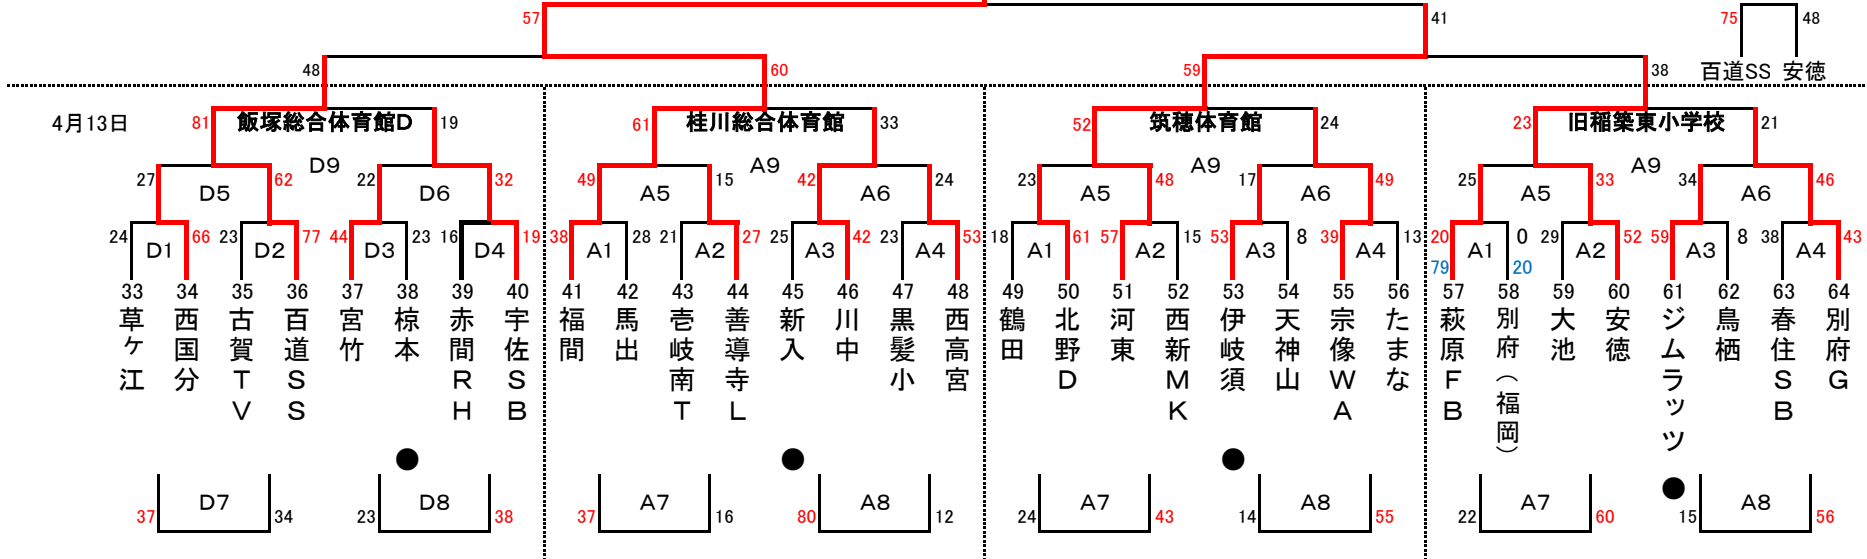 57 41 75 48
48 60 59 38 百道SS 安徳
4月13日 81 飯塚総合体育館D 19 61 桂川総合体育館 33 52 筑穂体育館 24 23 旧稲築東小学校 21
D9 A9 A9 A9
27 D5 62 22 D6 32 49 A5 15 42 A6 24 23 A5 48 17 A6 49 25 A5 33 34 A6 46
24 D1 66 23 D2 77 44 D3 23 16 D4 19 38 A1 28 21 A2 27 25 A3 42 23 A4 53 18 A1 61 57 A2 15 53 A3 8 39 A4 13 20 A1 0 29 A2 52 59 A3 8 38 A4 43
79 20
33 34 35 36 37 38 39 40 41 42 43 44 45 46 47 48 49 50 51 52 53 54 55 56 57 58 59 60 61 62 63 64
草ヶ江
西国分
古賀TV
百道SS
宮竹
椋本
赤間RH
宇佐SB
福間
馬出
壱岐南T
善導寺L
新入
川中
黒髪小
西高宮
鶴田
北野D
河東
西新MK
伊岐須
天神山
宗像WA
たまな
萩原FB
別府(福岡)
大池
安徳
ジムラッツ
鳥栖
春住SB
別府G
● ● ● ●
37 D7 34 23 D8 38 37 A7 16 80 A8 12 24 A7 43 14 A8 55 22 A7 60 15 A8 56